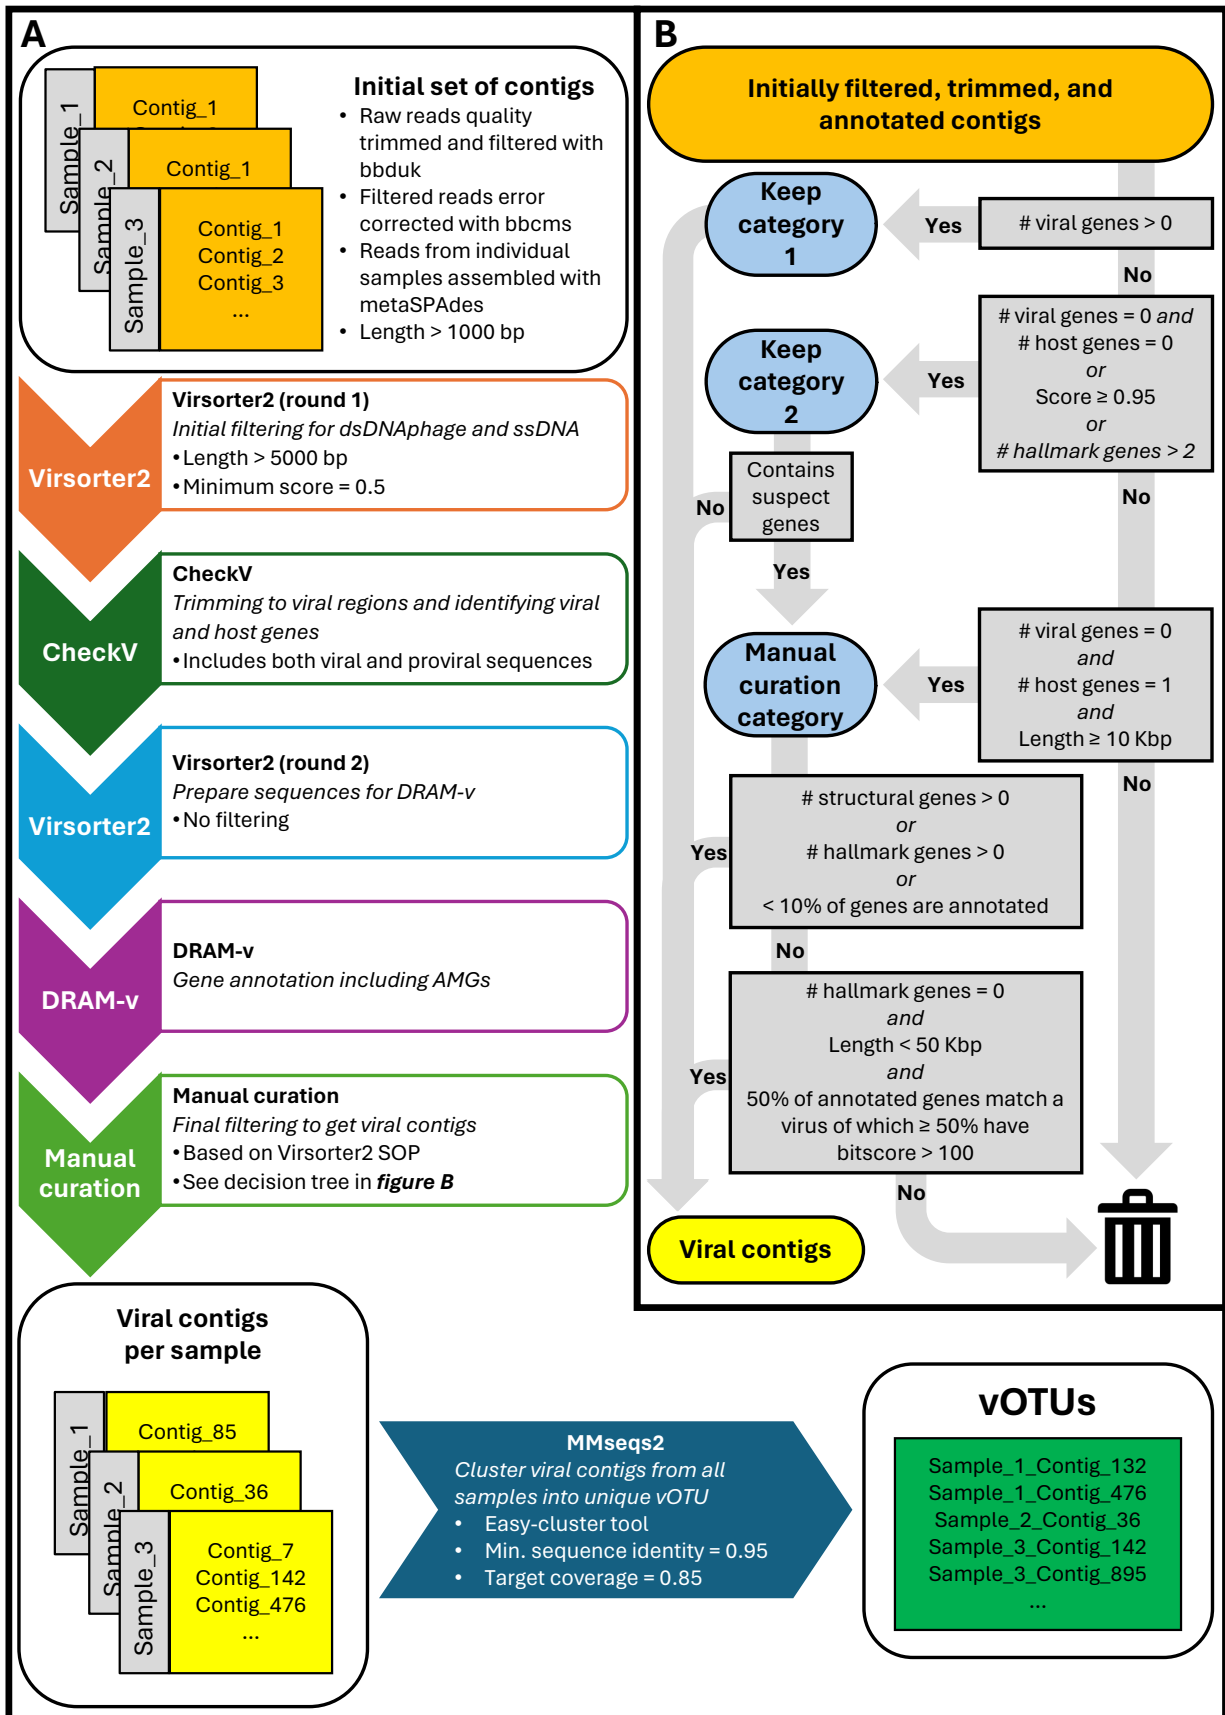 A
Sample_1
Contig_1
Sample_2
Contig_1
Sample_3
Contig_1
Contig_2
Contig_3
...
Initial set of contigs
• Raw reads quality
trimmed and filtered with
bbduk
• Filtered reads error
corrected with bbcms
• Reads from individual
samples assembled with
metaSPAdes
• Length > 1000 bp
Virsorter2
Virsorter2 (round 1)
Initial filtering for dsDNAphage and ssDNA
• Length > 5000 bp
• Minimum score = 0.5
CheckV
CheckV
Trimming to viral regions and identifying viral
and host genes
• Includes both viral and proviral sequences
Virsorter2
Virsorter2 (round 2)
Prepare sequences for DRAM-v
• No filtering
DRAM-v
DRAM-v
Gene annotation including AMGs
Manual
curation
Manual curation
Final filtering to get viral contigs
• Based on Virsorter2 SOP
• See decision tree in figure B
Viral contigs
per sample
Sample_1
Contig_85
Sample_2
Contig_36
Sample_3
Contig_7
Contig_142
Contig_476
...
MMseqs2
Cluster viral contigs from all
samples into unique vOTU
• Easy-cluster tool
• Min. sequence identity = 0.95
• Target coverage = 0.85
vOTUs
Sample_1_Contig_132
Sample_1_Contig_476
Sample_2_Contig_36
Sample_3_Contig_142
Sample_3_Contig_895
...
B
Initially filtered, trimmed, and
annotated contigs
Keep
category
1
Yes
# viral genes > 0
No
Keep
category
2
Yes
# viral genes = 0 and
# host genes = 0
or
Score ≥ 0.95
or
# hallmark genes > 2
No
Contains
suspect
genes
No
Yes
Manual
curation
category
Yes
# viral genes = 0
and
# host genes = 1
and
Length ≥ 10 Kbp
No
# structural genes > 0
or
# hallmark genes > 0
or
< 10% of genes are annotated
Yes
No
# hallmark genes = 0
and
Length < 50 Kbp
and
50% of annotated genes match a
virus of which ≥ 50% have
bitscore > 100
Yes
No
Viral contigs